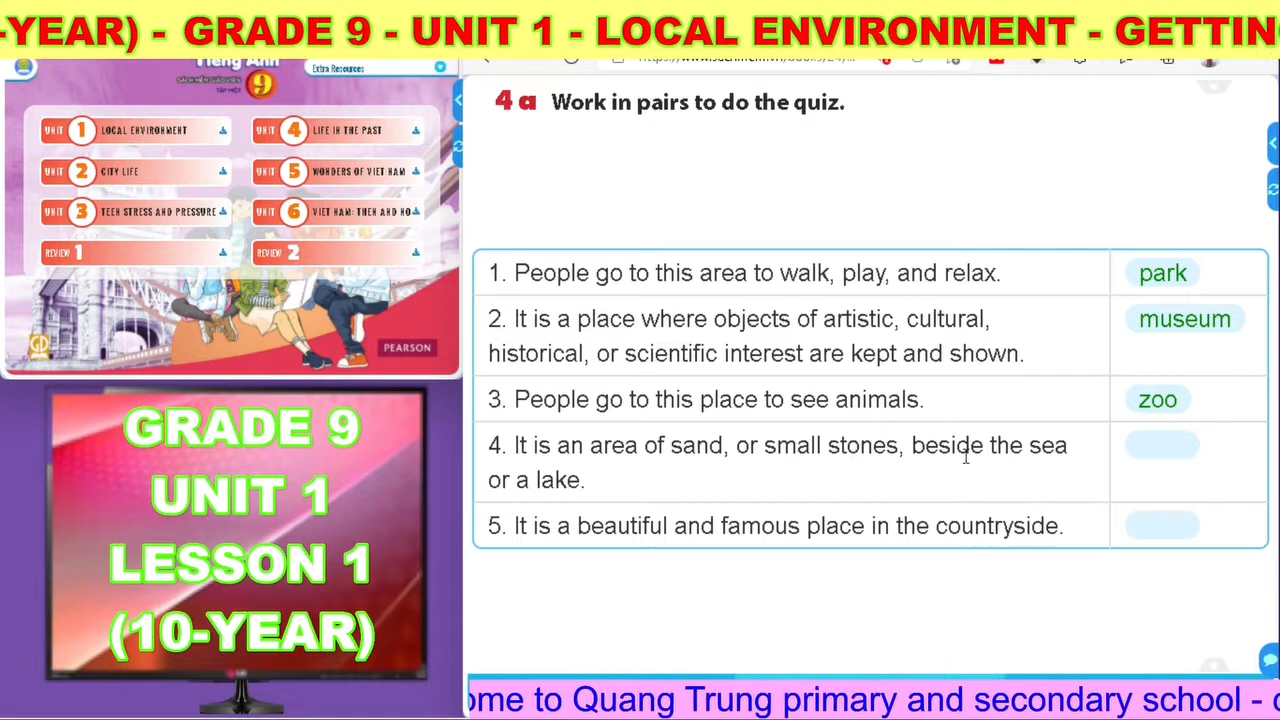 -YEAR) - GRADE 9 - UNIT 1 - LOCAL ENVIRONMENT - GETTIN
Tiếng Anh
9
TẬP MỘT
Extra Resources
UNIT 1 LOCAL ENVIRONMENT
UNIT 4 LIFE IN THE PAST
UNIT 2 CITY LIFE
UNIT 5 WONDERS OF VIET NAM
UNIT 3 TEEN STRESS AND PRESSURE
UNIT 6 VIET NAM: THEN AND NO
REVIEW 1
REVIEW 2
PEARSON
GRADE 9
UNIT 1
LESSON 1
(10-YEAR)
4 a Work in pairs to do the quiz.
1. People go to this area to walk, play, and relax.
park
2. It is a place where objects of artistic, cultural,
historical, or scientific interest are kept and shown.
museum
3. People go to this place to see animals.
zoo
4. It is an area of sand, or small stones, beside the sea
or a lake.
5. It is a beautiful and famous place in the countryside.
ome to Quang Trung primary and secondary school -